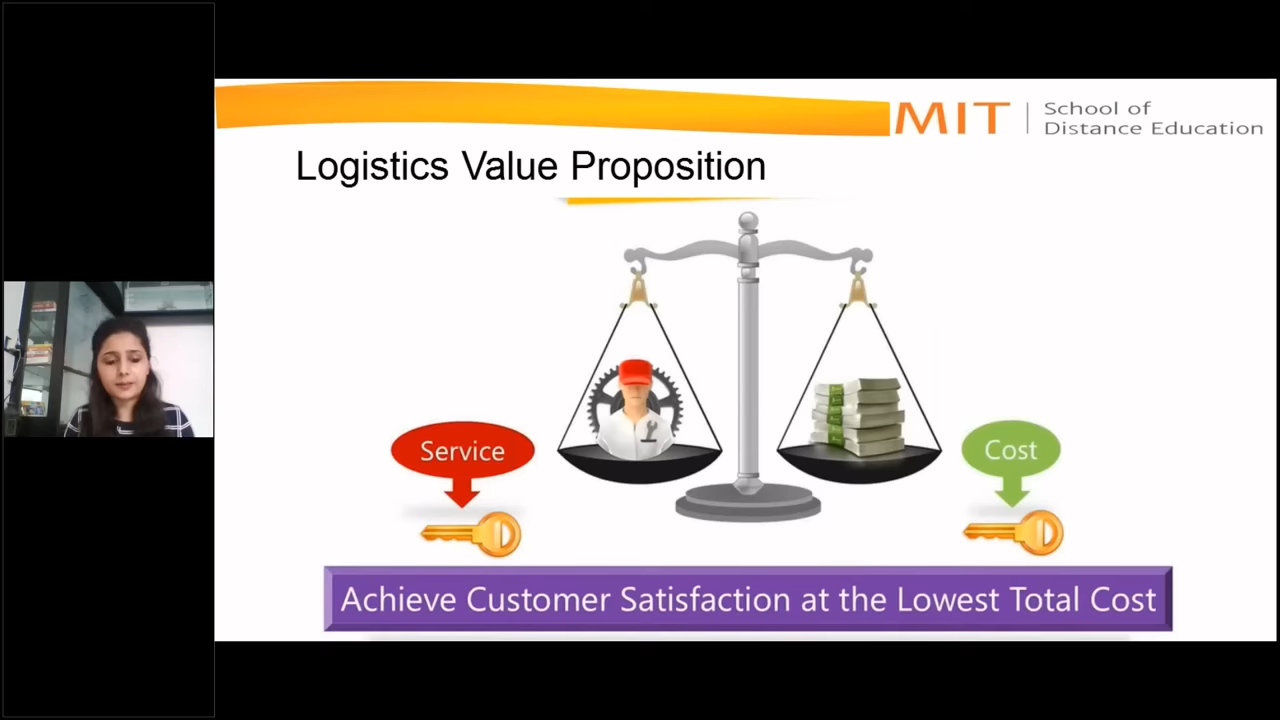 MIT
School of
Distance Education
Logistics Value Proposition
Service
Cost
Achieve Customer Satisfaction at the Lowest Total Cost